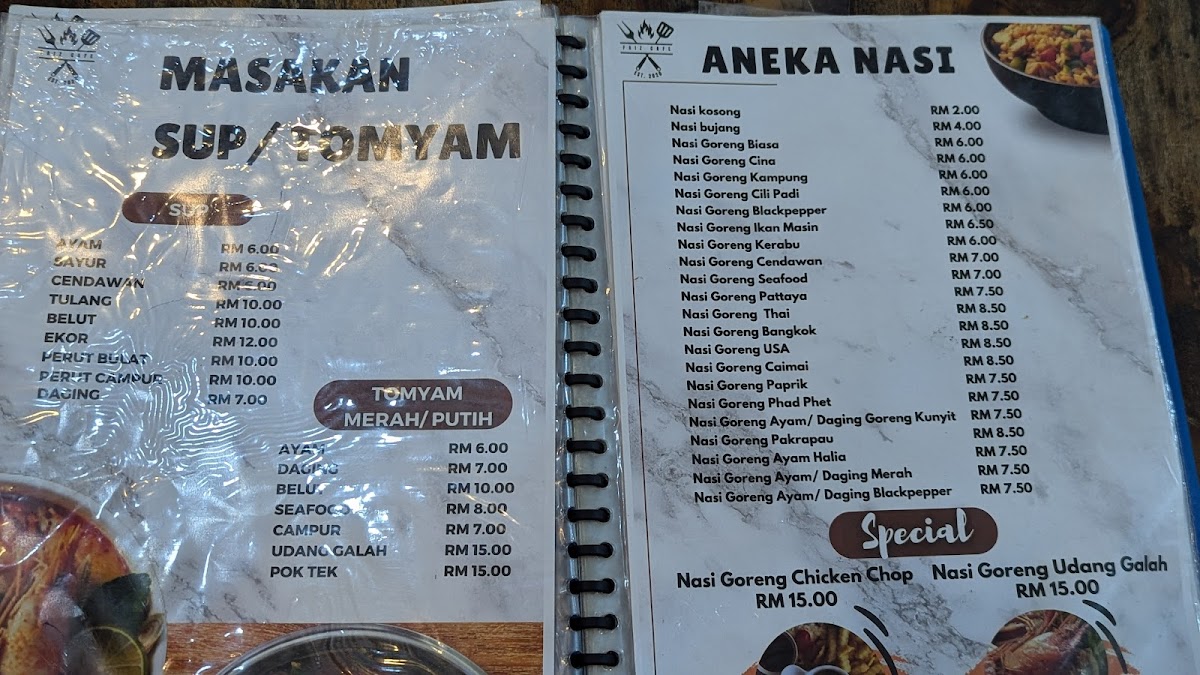 MASAKAN
SUP/ TOMYAM
SUP
AYAM RM 6.00
SAYUR RM 6.00
CENDAWAN RM 6.00
TULANG RM 10.00
BELUT RM 10.00
EKOR RM 12.00
PERUT BULAT RM 10.00
PERUT CAMPUR RM 10.00
DAGING RM 7.00
TOMYAM
MERAH/ PUTIH
AYAM RM 6.00
DAGING RM 7.00
BELUT RM 10.00
SEAFOOD RM 8.00
CAMPUR RM 7.00
UDANG GALAH RM 15.00
POK TEK RM 15.00
ANEKA NASI
Nasi kosong RM 2.00
Nasi bujang RM 4.00
Nasi Goreng Biasa RM 6.00
Nasi Goreng Cina RM 6.00
Nasi Goreng Kampung RM 6.00
Nasi Goreng Cili Padi RM 6.00
Nasi Goreng Blackpepper RM 6.00
Nasi Goreng Ikan Masin RM 6.50
Nasi Goreng Kerabu RM 6.00
Nasi Goreng Cendawan RM 7.00
Nasi Goreng Seafood RM 7.00
Nasi Goreng Pattaya RM 7.50
Nasi Goreng Thai RM 8.50
Nasi Goreng Bangkok RM 8.50
Nasi Goreng USA RM 8.50
Nasi Goreng Caimai RM 8.50
Nasi Goreng Paprik RM 7.50
Nasi Goreng Phad Phet RM 7.50
Nasi Goreng Ayam/ Daging Goreng Kunyit RM 7.50
Nasi Goreng Pakrapau RM 8.50
Nasi Goreng Ayam Halia RM 7.50
Nasi Goreng Ayam/ Daging Merah RM 7.50
Nasi Goreng Ayam/ Daging Blackpepper RM 7.50
Special
Nasi Goreng Chicken Chop RM 15.00
Nasi Goreng Udang Galah RM 15.00